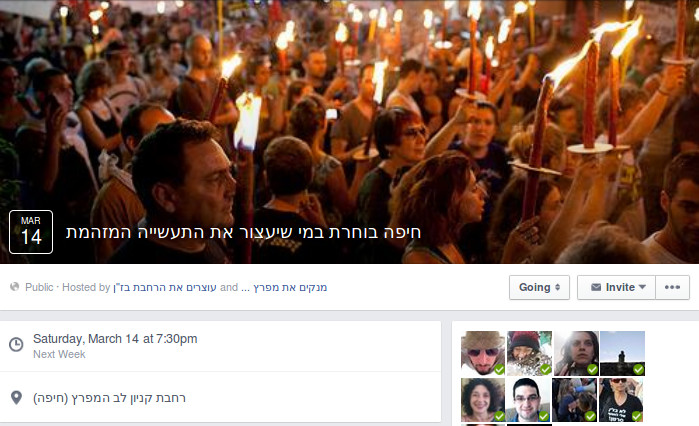 MAR
14
חיפה בוחרת במי שיעצור את התעשייה המזהמת
Public · Hosted by עוצרים את הרחבת בז"ן and ... מנקים את מפרץ
Going
Invite
Saturday, March 14 at 7:30pm
Next Week
רחבת קניון לב המפרץ (חיפה)